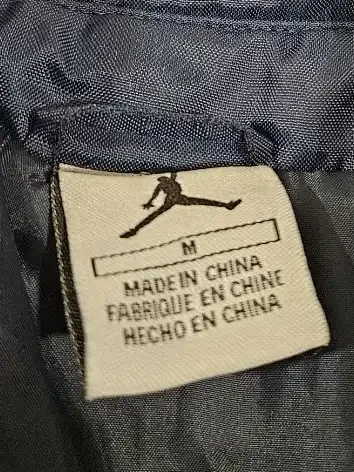 M
MADE IN CHINA
FABRIQUE EN CHINE
HECHO EN CHINA